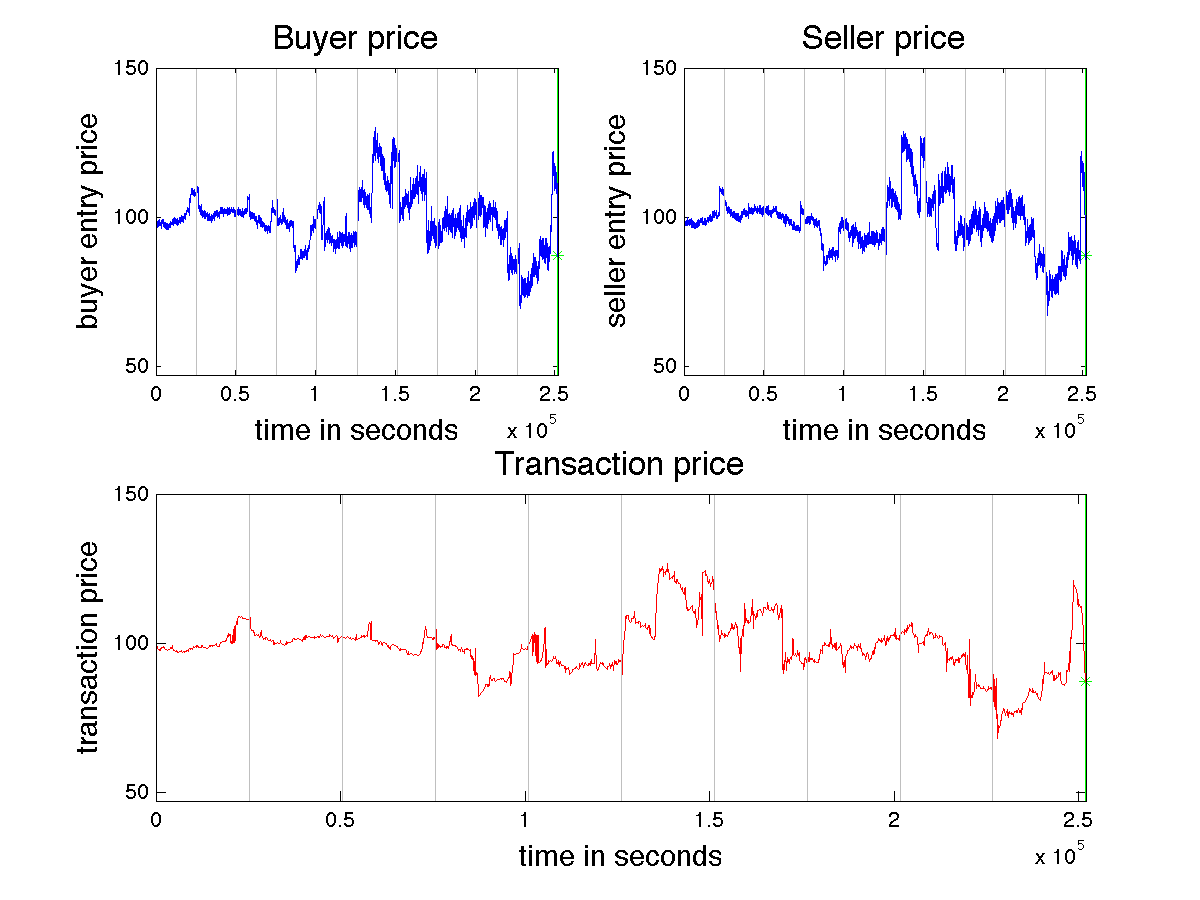 Buyer price
150
100
50
buyer entry price
0 0.5 1 1.5 2 2.5
x 10^5
time in seconds
Seller price
150
100
50
seller entry price
0 0.5 1 1.5 2 2.5
x 10^5
time in seconds
Transaction price
150
100
50
transaction price
0 0.5 1 1.5 2 2.5
x 10^5
time in seconds